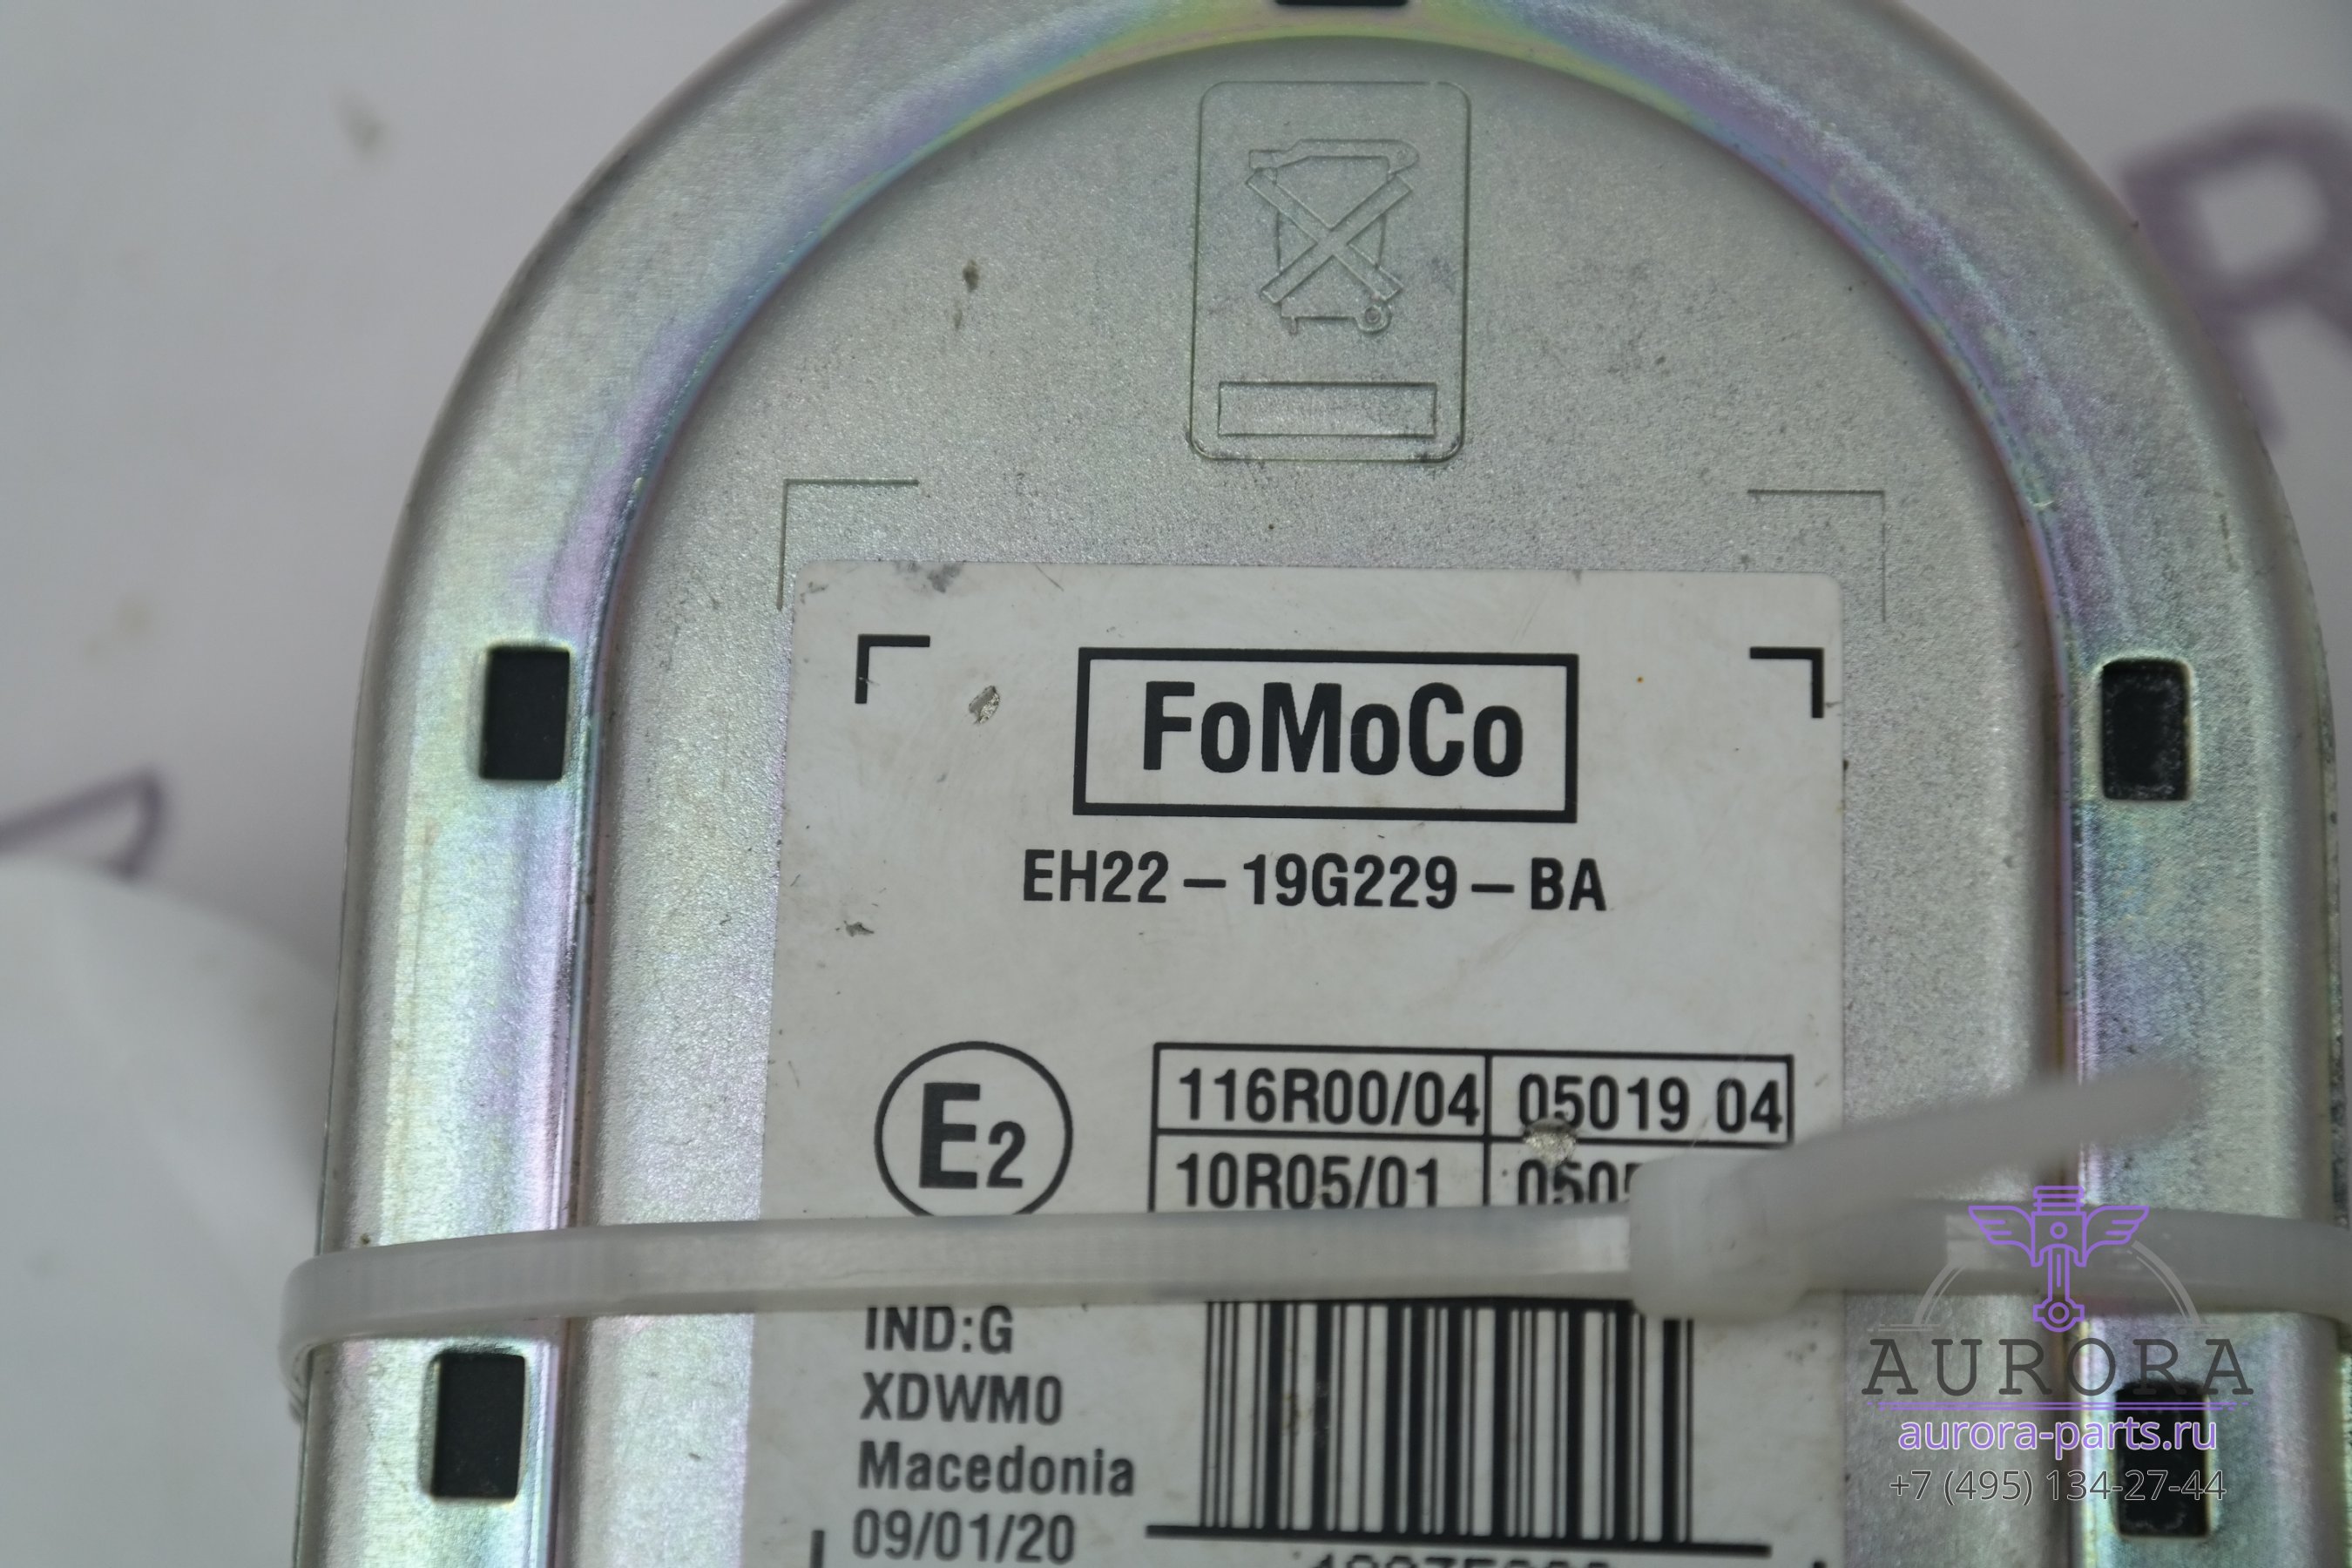 FoMoCo
EH22 – 19G229 – BA
E2
116R00/04 05019 04
10R05/01
IND:G
XDWM0
Macedonia
09/01/20
AURORA
aurora-parts.ru
+7 (495) 134-27-44